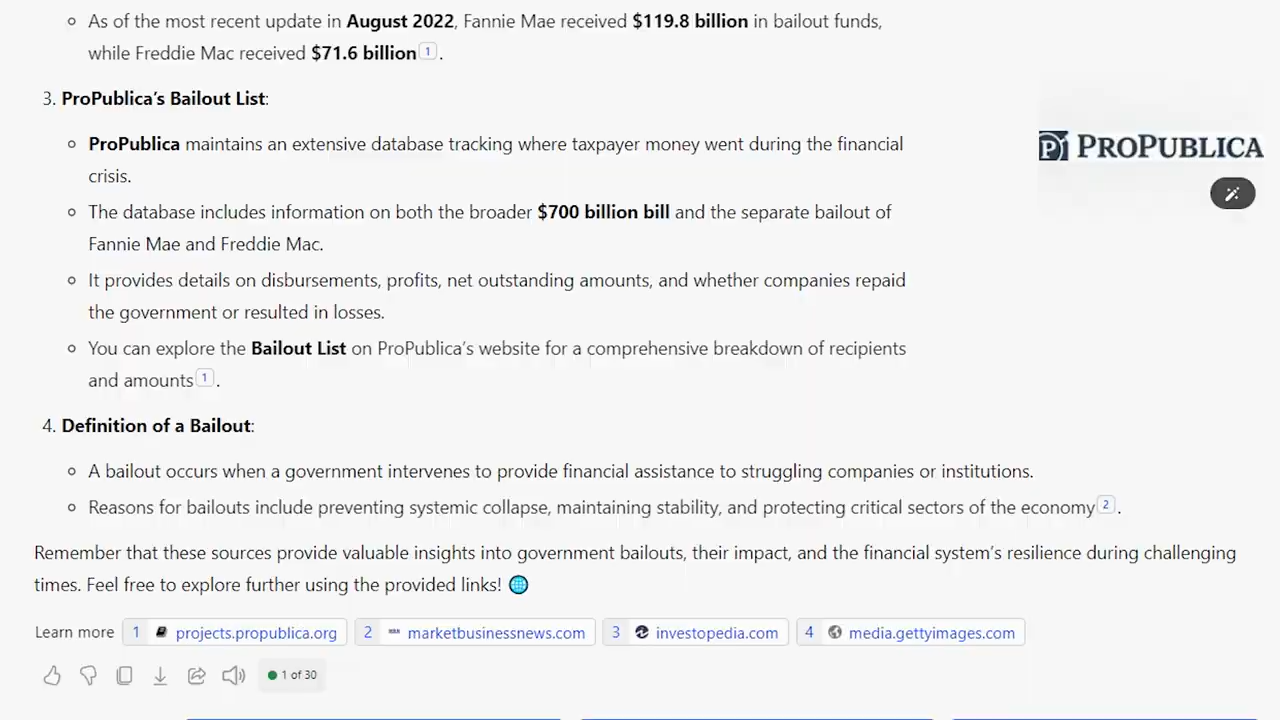 As of the most recent update in August 2022, Fannie Mae received $119.8 billion in bailout funds,
while Freddie Mac received $71.6 billion 1 .
3. ProPublica’s Bailout List:
ProPublica maintains an extensive database tracking where taxpayer money went during the financial
crisis.
The database includes information on both the broader $700 billion bill and the separate bailout of
Fannie Mae and Freddie Mac.
It provides details on disbursements, profits, net outstanding amounts, and whether companies repaid
the government or resulted in losses.
You can explore the Bailout List on ProPublica’s website for a comprehensive breakdown of recipients
and amounts 1 .
PROPUBLICA
4. Definition of a Bailout:
A bailout occurs when a government intervenes to provide financial assistance to struggling companies or institutions.
Reasons for bailouts include preventing systemic collapse, maintaining stability, and protecting critical sectors of the economy 2 .
Remember that these sources provide valuable insights into government bailouts, their impact, and the financial system’s resilience during challenging
times. Feel free to explore further using the provided links!
Learn more 1 projects.propublica.org 2 marketbusinessnews.com 3 investopedia.com 4 media.gettyimages.com
1 of 30